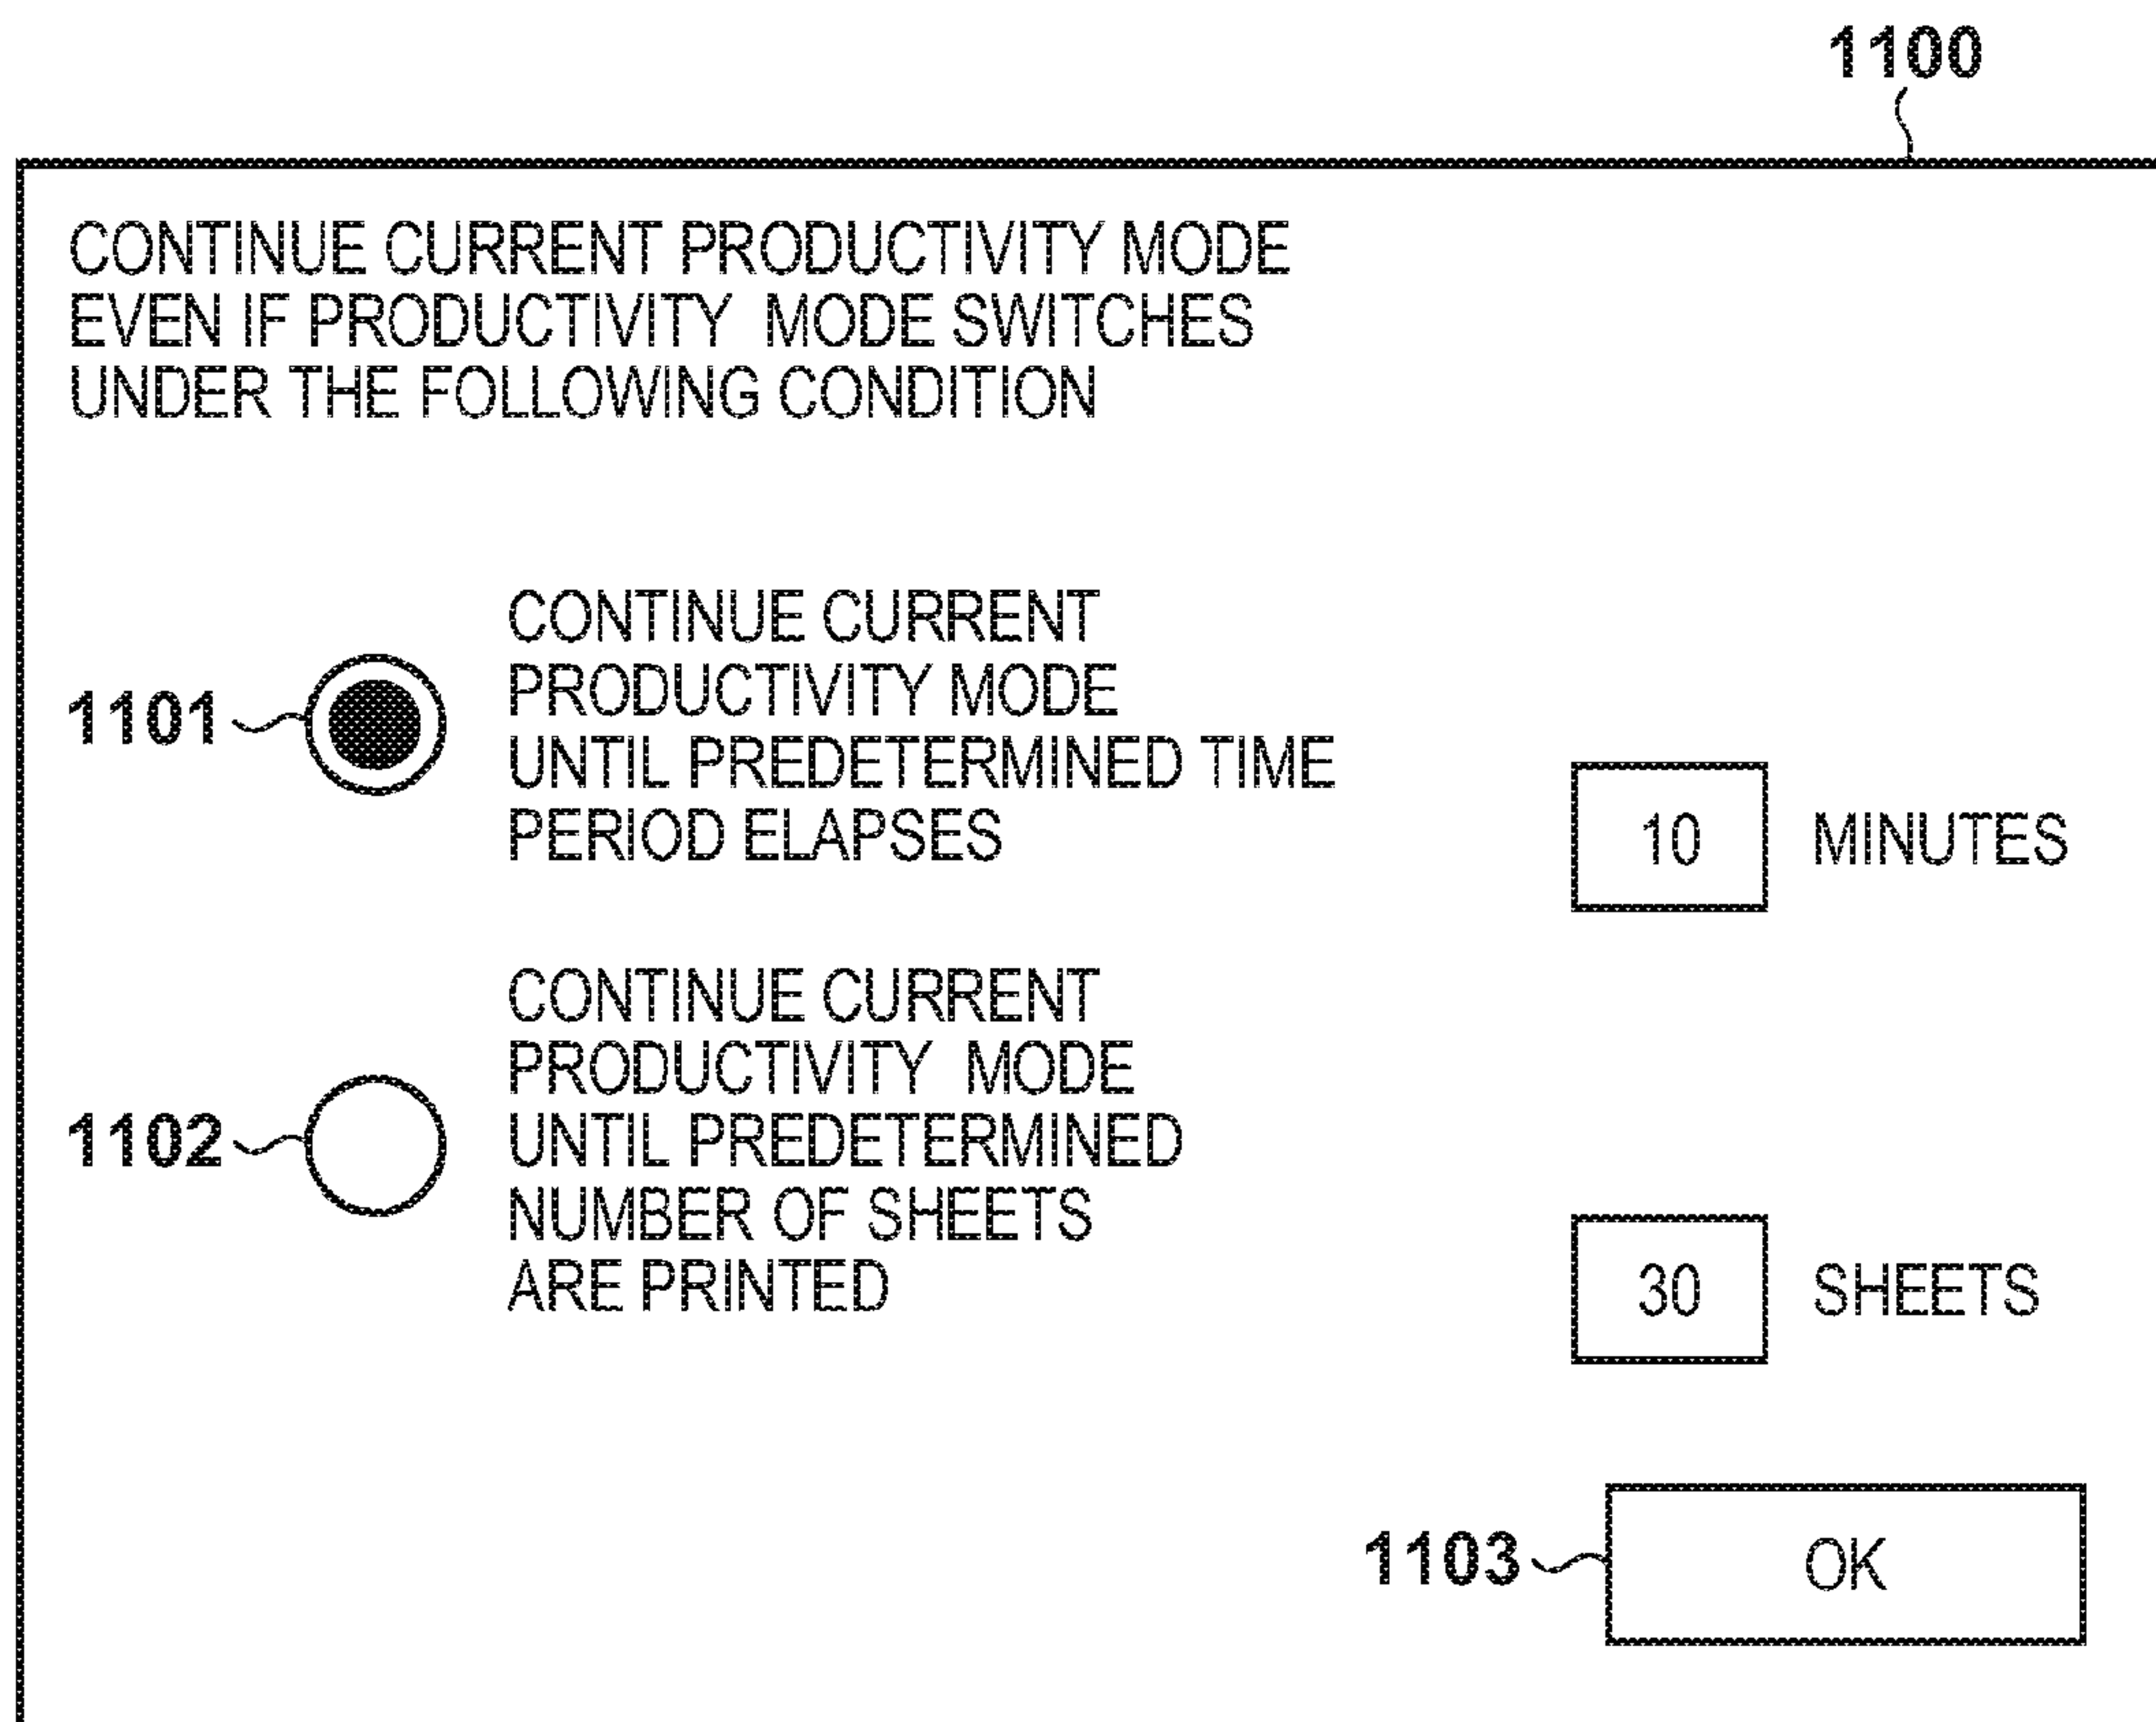 1100
CONTINUE CURRENT PRODUCTIVITY MODE
EVEN IF PRODUCTIVITY MODE SWITCHES
UNDER THE FOLLOWING CONDITION
1101
CONTINUE CURRENT
PRODUCTIVITY MODE
UNTIL PREDETERMINED TIME
PERIOD ELAPSES
10 MINUTES
1102
CONTINUE CURRENT
PRODUCTIVITY MODE
UNTIL PREDETERMINED
NUMBER OF SHEETS
ARE PRINTED
30 SHEETS
1103
OK